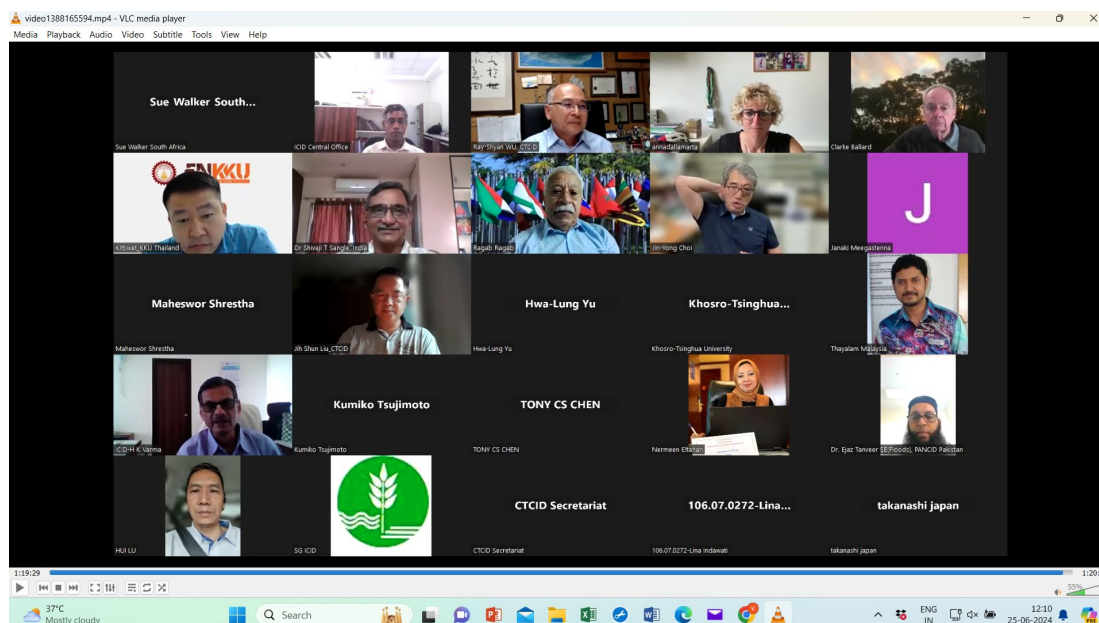 video1388165594.mp4 - VLC media player
Media Playback Audio Video Subtitle Tools View Help
Sue Walker South...
Sue Walker South Africa
ICID Central Office
Ray-Shyan WU_CTCID
annadallamarta
Clarke Ballard
KKU
Kittiwet_KKU Thailand
Dr Shivaji T Sangle, India
Ragab Ragab
Jin-Yong Choi
J
Janaki Meegastenna
Maheswor Shrestha
Maheswor Shrestha
Jih Shun Liu_CTCID
Hwa-Lung Yu
Hwa-Lung Yu
Khosro-Tsinghua...
Khosro-Tsinghua University
Thayalam Malaysia
ICID-H K Varma
Kumiko Tsujimoto
Kumiko Tsujimoto
TONY CS CHEN
TONY CS CHEN
Nermeen Eltahan
Dr. Ejaz Tanveer SE(Floods), PANCID Pakistan
HUI LU
SG ICID
CTCID Secretariat
CTCID Secretariat
106.07.0272-Lina...
106.07.0272-Lina Indawati
takanashi japan
takanashi japan
1:19:29
1:20:
55%
37°C
Mostly cloudy
Search
ENG
IN
12:10
25-06-2024